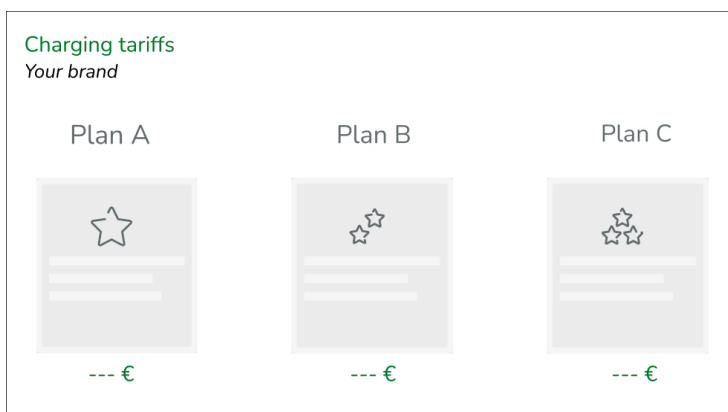 Charging tariffs
Your brand
Plan A
Plan B
Plan C
--- €
--- €
--- €